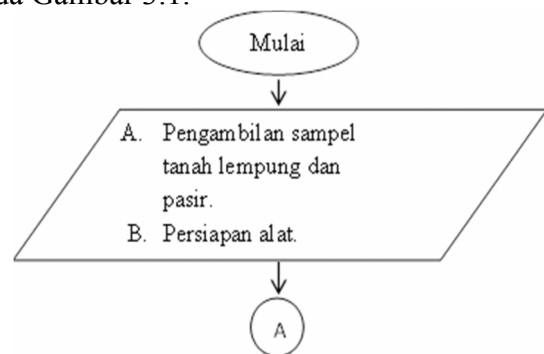 Gambar 3.1.
Mulai
A. Pengambilan sampel
tanah lempung dan
pasir.
B. Persiapan alat.
A